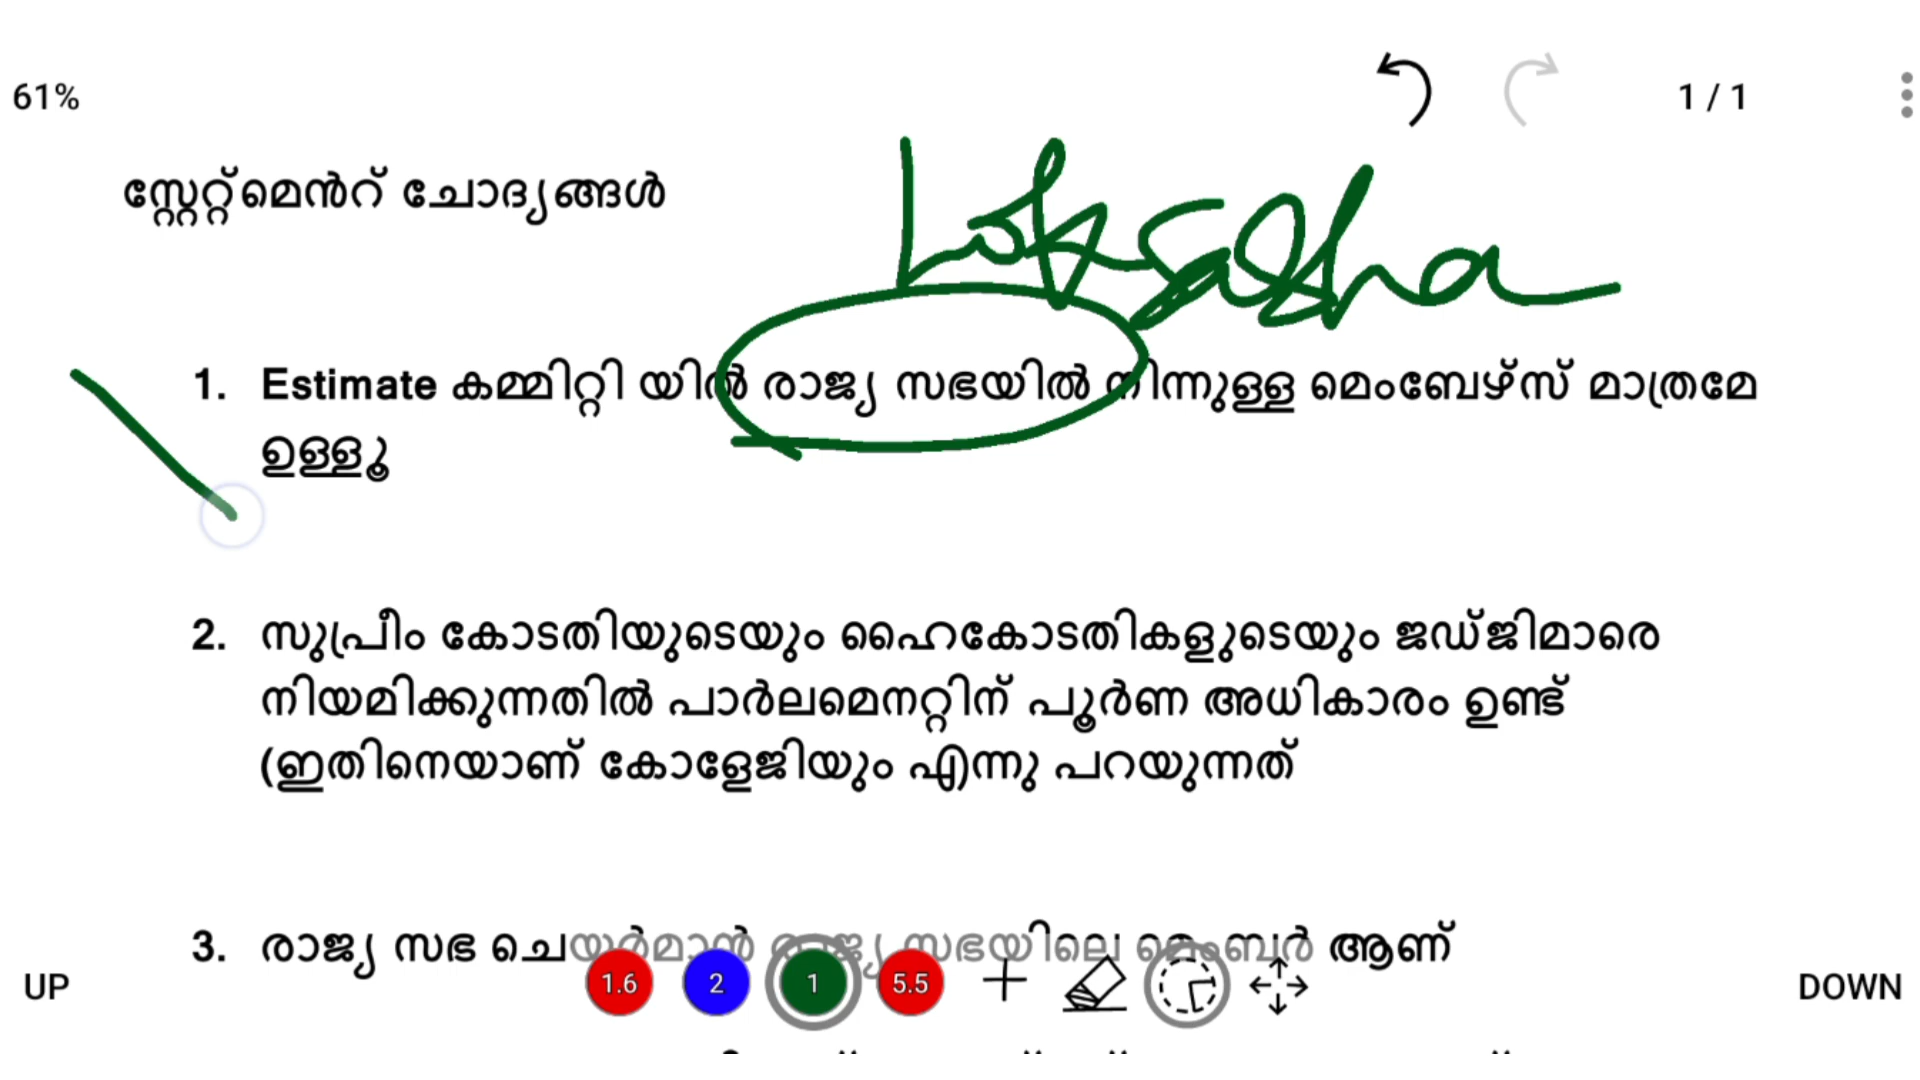 61%
1 / 1
സ്റ്റേറ്റ്മെൻറ് ചോദ്യങ്ങൾ
Loksabha
1. Estimate കമ്മിറ്റി യിൽ രാജ്യ സഭയിൽ നിന്നുള്ള മെംബേഴ്സ് മാത്രമേ
ഉള്ളൂ
2. സുപ്രീം കോടതിയുടെയും ഹൈകോടതികളുടെയും ജഡ്ജിമാരെ
നിയമിക്കുന്നതിൽ പാർലമെനറ്റിന് പൂർണ അധികാരം ഉണ്ട്
(ഇതിനെയാണ് കോളേജിയും എന്നു പറയുന്നത്
3. രാജ്യ സഭ ചെയർമാൻ രാജ്യ സഭയിലെ മെംബർ ആണ്
UP
1.6 2 1 5.5
DOWN